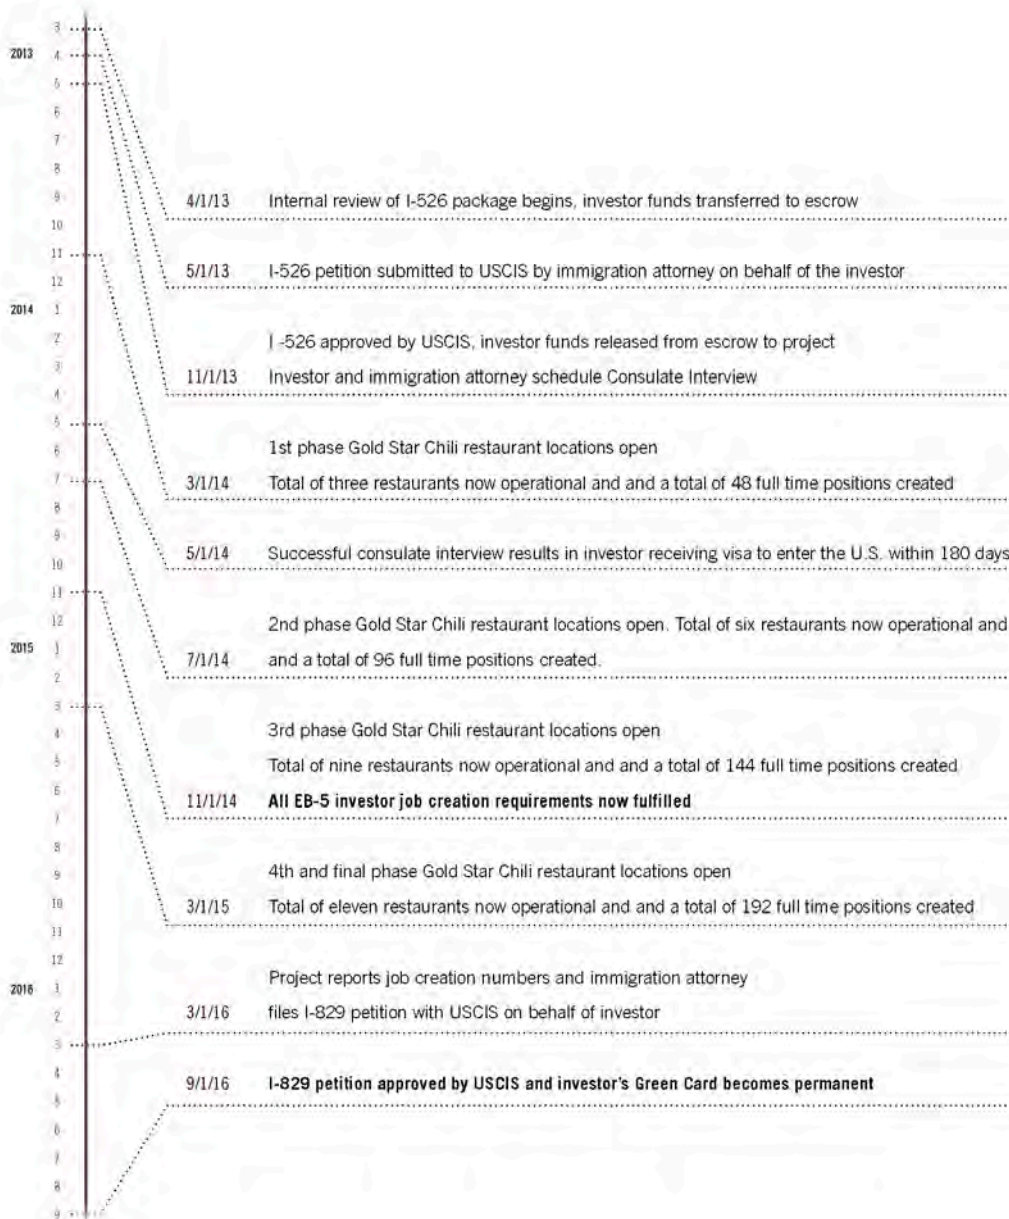 3
2013 4
5
6
7
8
9
10
11
12
2014 1
2
3
4
5
6
7
8
9
10
11
12
2015 1
2
3
4
5
6
7
8
9
10
11
12
2016 1
2
3
4
5
6
7
8
9
4/1/13 Internal review of I-526 package begins, investor funds transferred to escrow
5/1/13 I-526 petition submitted to USCIS by immigration attorney on behalf of the investor
I -526 approved by USCIS, investor funds released from escrow to project
11/1/13 Investor and immigration attorney schedule Consulate Interview
1st phase Gold Star Chili restaurant locations open
3/1/14 Total of three restaurants now operational and and a total of 48 full time positions created
5/1/14 Successful consulate interview results in investor receiving visa to enter the U.S. within 180 days
2nd phase Gold Star Chili restaurant locations open. Total of six restaurants now operational and
7/1/14 and a total of 96 full time positions created.
3rd phase Gold Star Chili restaurant locations open
Total of nine restaurants now operational and and a total of 144 full time positions created
11/1/14 All EB-5 investor job creation requirements now fulfilled
4th and final phase Gold Star Chili restaurant locations open
3/1/15 Total of eleven restaurants now operational and and a total of 192 full time positions created
Project reports job creation numbers and immigration attorney
3/1/16 files I-829 petition with USCIS on behalf of investor
9/1/16 I-829 petition approved by USCIS and investor's Green Card becomes permanent